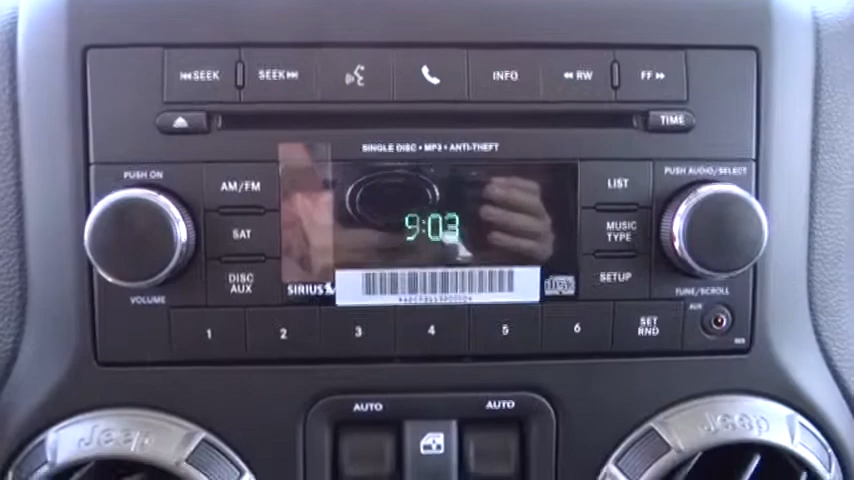 SEEK SEEK INFO RW FF
TIME
SINGLE DISC • MP3 • ANTI-THEFT
PUSH ON
PUSH AUDIO/SELECT
AM/FM
LIST
SAT
9:03
MUSIC
TYPE
DISC
AUX
SETUP
SIRIUS
VOLUME
TUNE/SCROLL
AUX
1 2 3 4 5 6
SET
RND
AUTO AUTO
Jeep Jeep